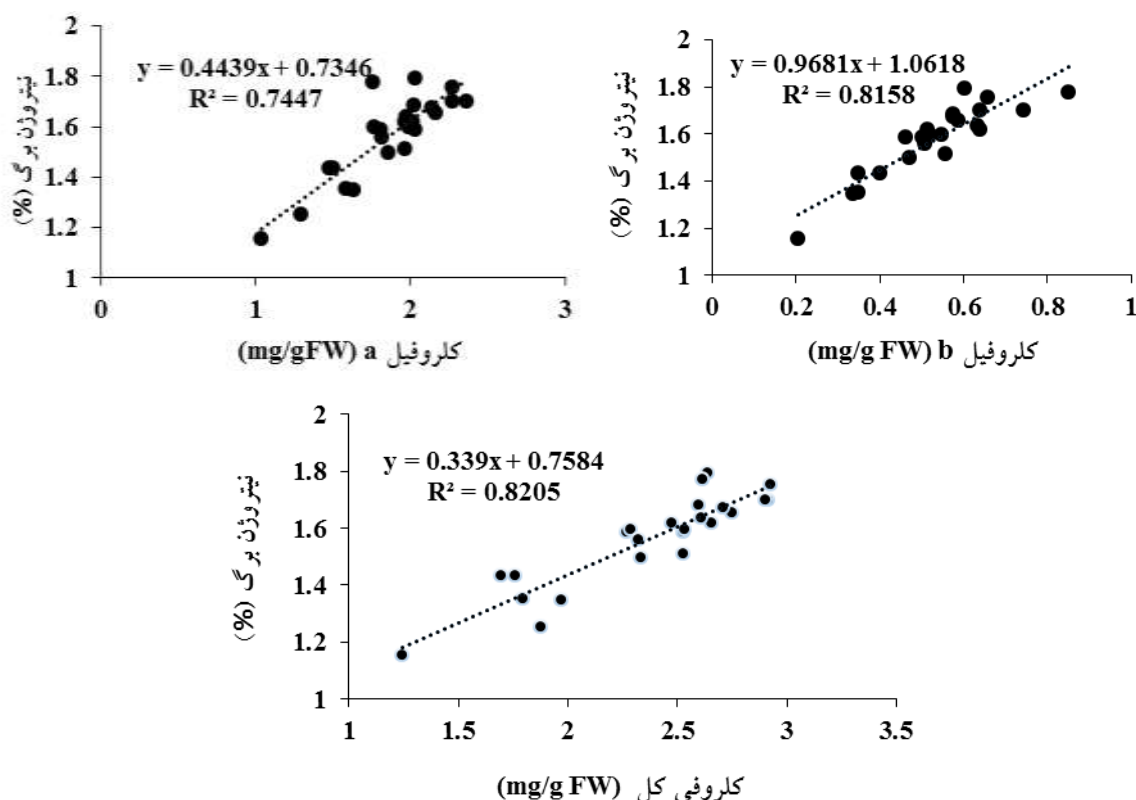 2
1.8
1.6
1.4
1.2
1
0
1
2
3
y = 0.4439x + 0.7346
R² = 0.7447
نیتروژن برگ (%)
کلروفیل a (mg/gFW)
2
1.8
1.6
1.4
1.2
1
0
0.2
0.4
0.6
0.8
1
y = 0.9681x + 1.0618
R² = 0.8158
نیتروژن برگ (%)
کلروفیل b (mg/g FW)
2
1.8
1.6
1.4
1.2
1
1
1.5
2
2.5
3
3.5
y = 0.339x + 0.7584
R² = 0.8205
نیتروژن برگ (%)
کلروفی کل (mg/g FW)